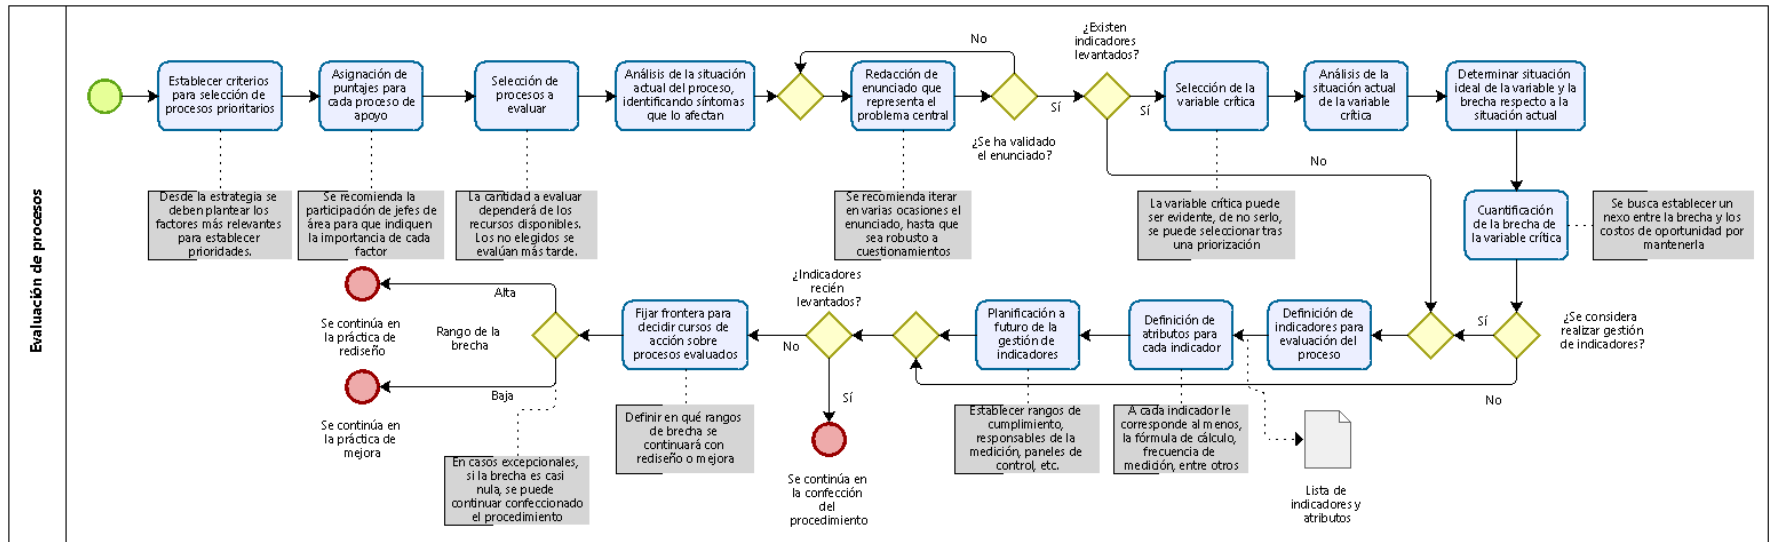 Evaluación de procesos
Establecer criterios
para selección de
procesos prioritarios
Asignación de
puntajes para
cada proceso de
apoyo
Selección de
procesos a
evaluar
Análisis de la situación
actual del proceso,
identificando síntomas
que lo afectan
No
Redacción de
enunciado que
representa el
problema central
Sí
¿Se ha validado
el enunciado?
¿Existen
indicadores
levantados?
Sí
No
Selección de la
variable crítica
Análisis de la
situación actual
de la variable
crítica
Determinar situación
ideal de la variable y la
brecha respecto a la
situación actual
Desde la estrategia se
deben plantear los
factores más relevantes
para establecer
prioridades.
Se recomienda la
participación de jefes de
área para que indiquen
la importancia de cada
factor
La cantidad a evaluar
dependerá de los
recursos disponibles.
Los no elegidos se
evalúan más tarde.
Se recomienda iterar
en varias ocasiones el
enunciado, hasta que
sea robusto a
cuestionamientos
La variable crítica puede
ser evidente, de no serlo,
se puede seleccionar tras
una priorización
Cuantificación
de la brecha de
la variable crítica
Se busca establecer un
nexo entre la brecha y los
costos de oportunidad por
mantenerla
¿Se considera
realizar gestión
de indicadores?
Sí
No
Definición de
indicadores para
evaluación del
proceso
Definición de
atributos para
cada indicador
Planificación a
futuro de la
gestión de
indicadores
¿Indicadores
recién
levantados?
No
Sí
Fijar frontera para
decidir cursos de
acción sobre
procesos evaluados
Rango de la
brecha
Alta
Baja
Se continúa en
la práctica de
rediseño
Se continúa en
la práctica de
mejora
En casos excepcionales,
si la brecha es casi
nula, se puede
continuar confeccionado
el procedimiento
Definir en qué rangos
de brecha se
continuará con
rediseño o mejora
Se continúa en
la confección
del
procedimiento
Establecer rangos de
cumplimiento,
responsables de la
medición, paneles de
control, etc.
A cada indicador le
corresponde al menos,
la fórmula de cálculo,
frecuencia de
medición, entre otros
Lista de
indicadores y
atributos